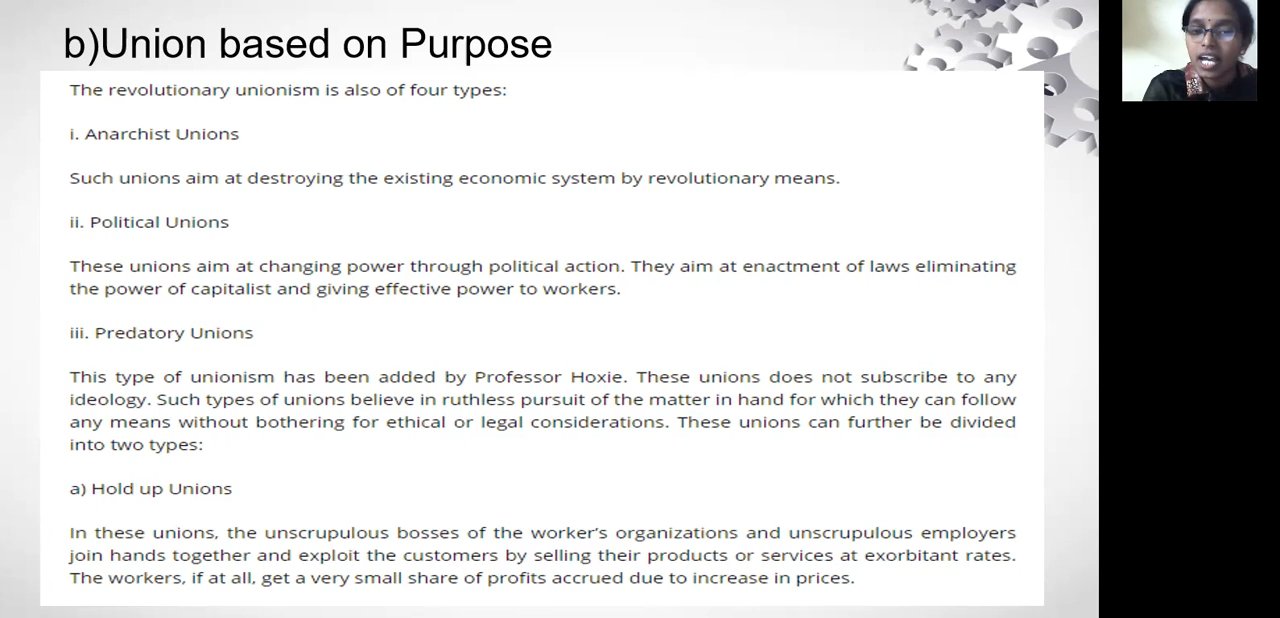 b)Union based on Purpose
The revolutionary unionism is also of four types:
i. Anarchist Unions
Such unions aim at destroying the existing economic system by revolutionary means.
ii. Political Unions
These unions aim at changing power through political action. They aim at enactment of laws eliminating
the power of capitalist and giving effective power to workers.
iii. Predatory Unions
This type of unionism has been added by Professor Hoxie. These unions does not subscribe to any
ideology. Such types of unions believe in ruthless pursuit of the matter in hand for which they can follow
any means without bothering for ethical or legal considerations. These unions can further be divided
into two types:
a) Hold up Unions
In these unions, the unscrupulous bosses of the worker's organizations and unscrupulous employers
join hands together and exploit the customers by selling their products or services at exorbitant rates.
The workers, if at all, get a very small share of profits accrued due to increase in prices.